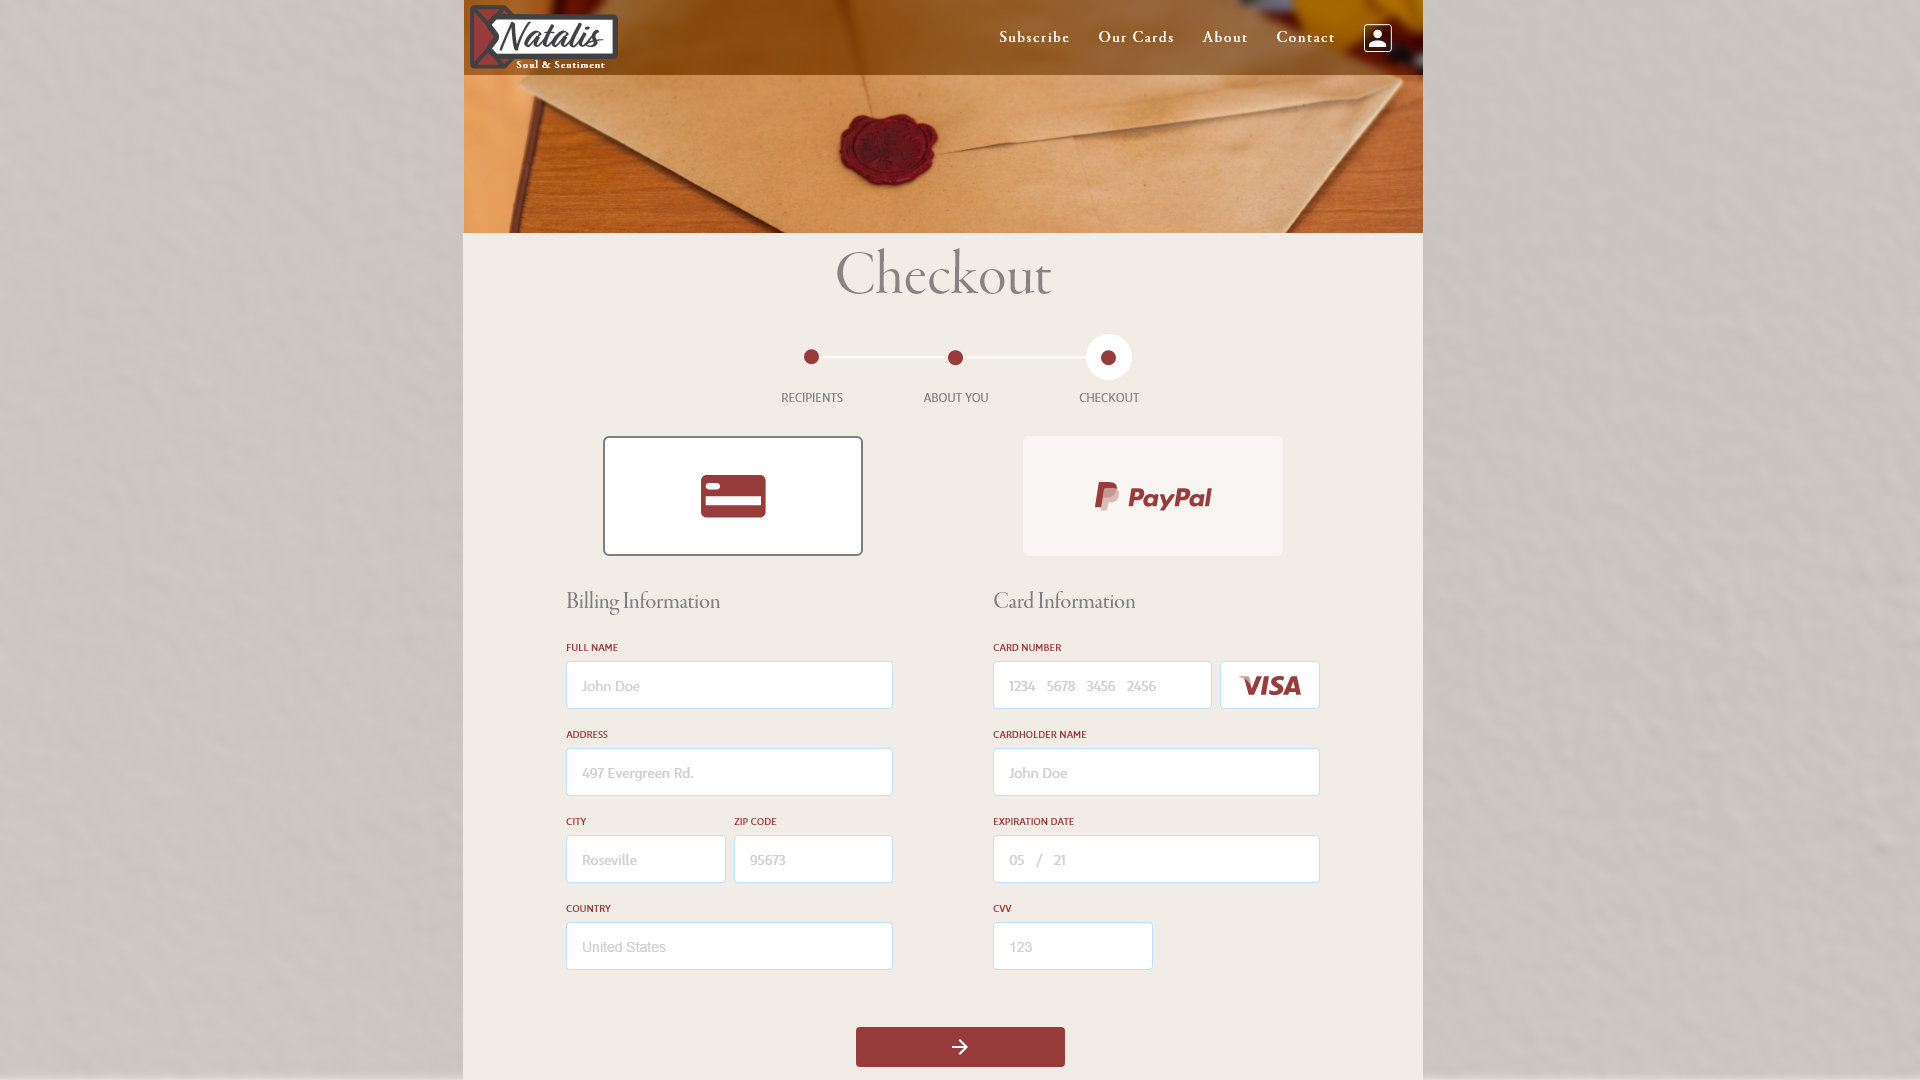 Natalis
Soul & Sentiment
Subscribe
Our Cards
About
Contact
Checkout
RECIPIENTS
ABOUT YOU
CHECKOUT
PayPal
Billing Information
Card Information
FULL NAME
John Doe
CARD NUMBER
1234 5678 3456 2456
VISA
ADDRESS
497 Evergreen Rd.
CARDHOLDER NAME
John Doe
CITY
Roseville
ZIP CODE
95673
EXPIRATION DATE
05 / 21
COUNTRY
United States
CVV
123